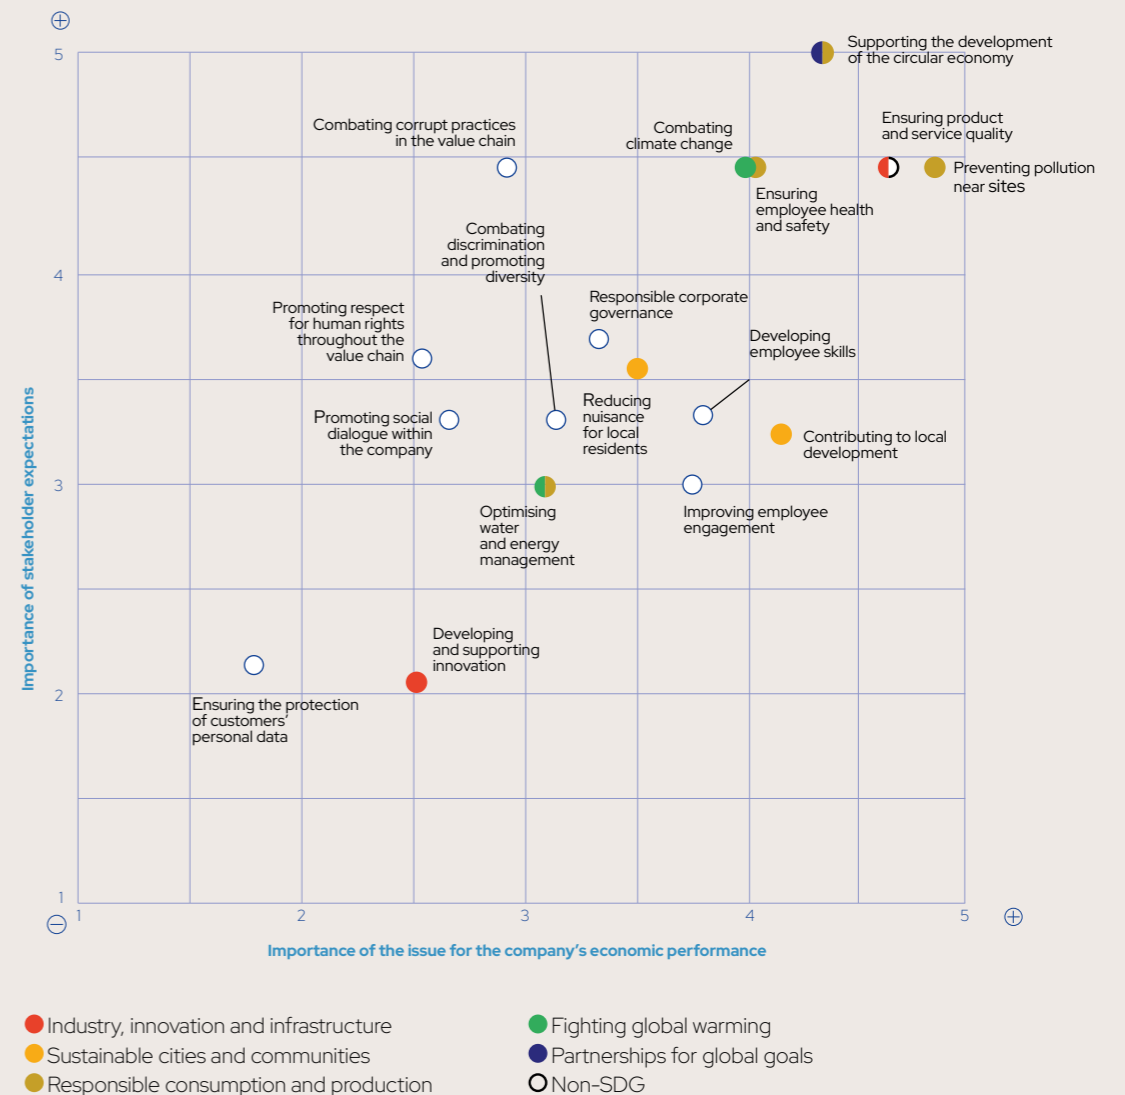 5
Supporting the development
of the circular economy
Combating corrupt practices
in the value chain
Combating
climate change
Ensuring product
and service quality
Preventing pollution
near sites
Ensuring
employee health
and safety
Combating
discrimination
and promoting
diversity
4
Promoting respect
for human rights
throughout the
value chain
Responsible corporate
governance
Developing
employee skills
Reducing
nuisance
for local
residents
Promoting social
dialogue within
the company
Contributing to local
development
3
Optimising
water
and energy
management
Improving employee
engagement
Developing
and supporting
innovation
2
Ensuring the protection
of customers'
personal data
1
Importance of stakeholder expectations
1 2 3 4 5
Importance of the issue for the company's economic performance
Industry, innovation and infrastructure
Sustainable cities and communities
Responsible consumption and production
Fighting global warming
Partnerships for global goals
Non-SDG